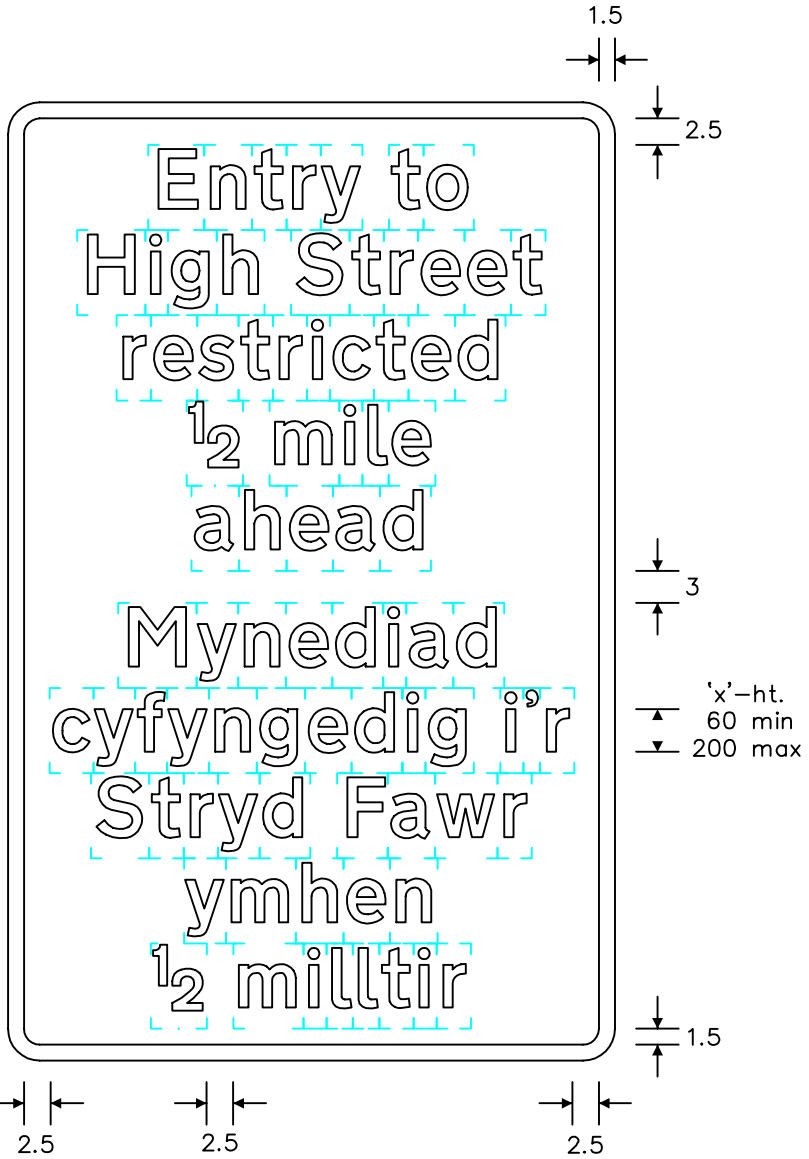 1.5
2.5
Entry to
High Street
restricted
½ mile
ahead
3
Mynediad
cyfyngedig i'r
Stryd Fawr
ymhen
½ milltir
'x'-ht.
60 min
200 max
1.5
2.5
2.5
2.5